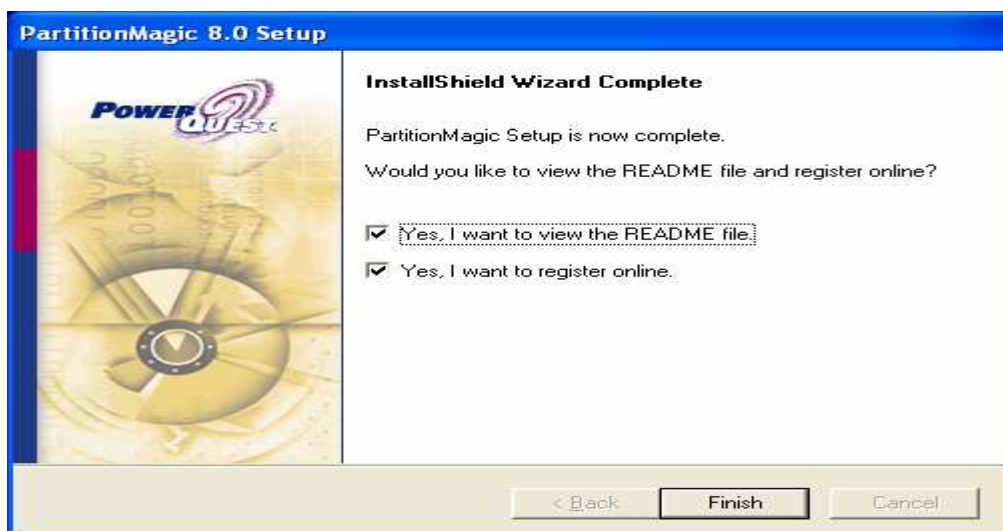 PartitionMagic 8.0 Setup
POWER
QUEST
InstallShield Wizard Complete
PartitionMagic Setup is now complete.
Would you like to view the README file and register online?
Yes, I want to view the README file.
Yes, I want to register online.
< Back
Finish
Cancel